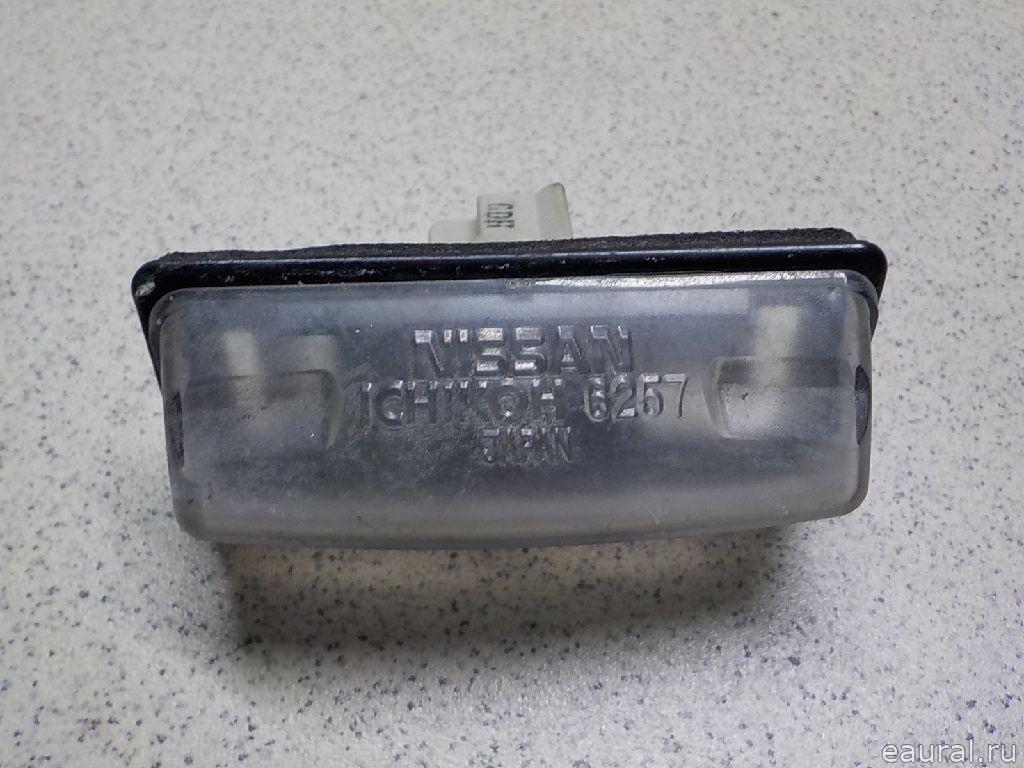 NISSAN
ICHIKOH 6257
JAPAN
eaural.ru